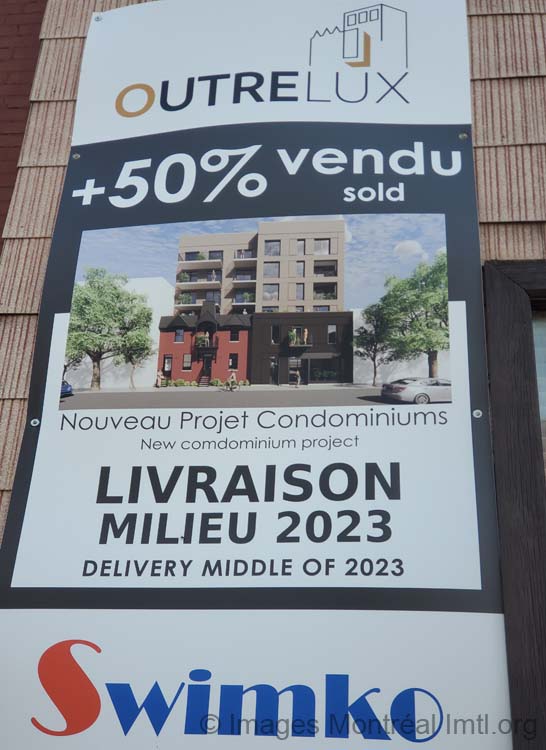 OUTRELUX
+50% vendu
sold
Nouveau Projet Condominiums
New comdominium project
LIVRAISON
MILIEU 2023
DELIVERY MIDDLE OF 2023
Swimko
© Images Montréal Imtl.org